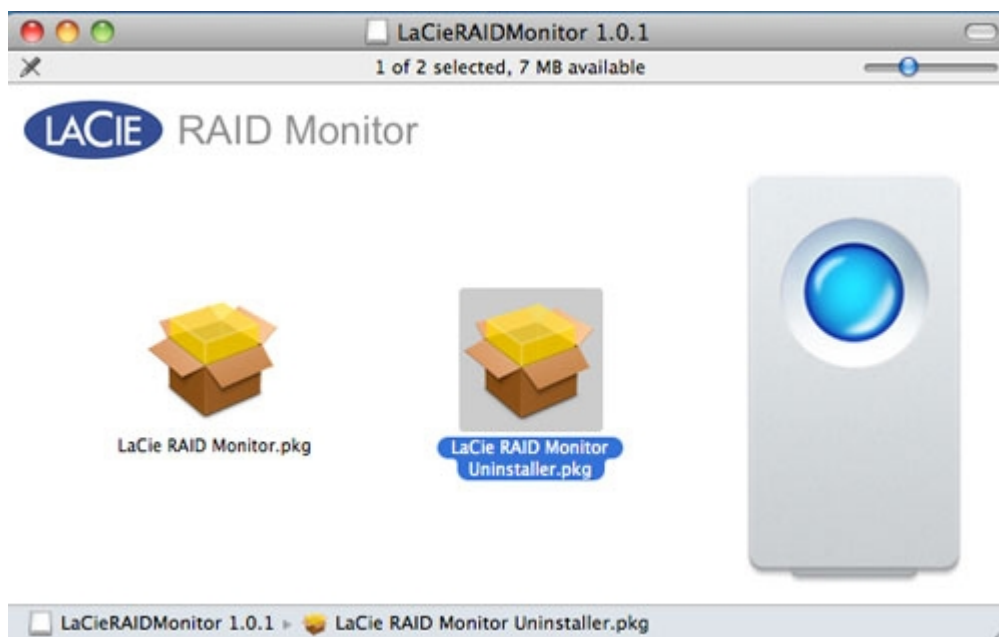 LaCieRAIDMonitor 1.0.1
1 of 2 selected, 7 MB available
LACIE RAID Monitor
LaCie RAID Monitor.pkg
LaCie RAID Monitor
Uninstaller.pkg
LaCieRAIDMonitor 1.0.1 ▸ LaCie RAID Monitor Uninstaller.pkg